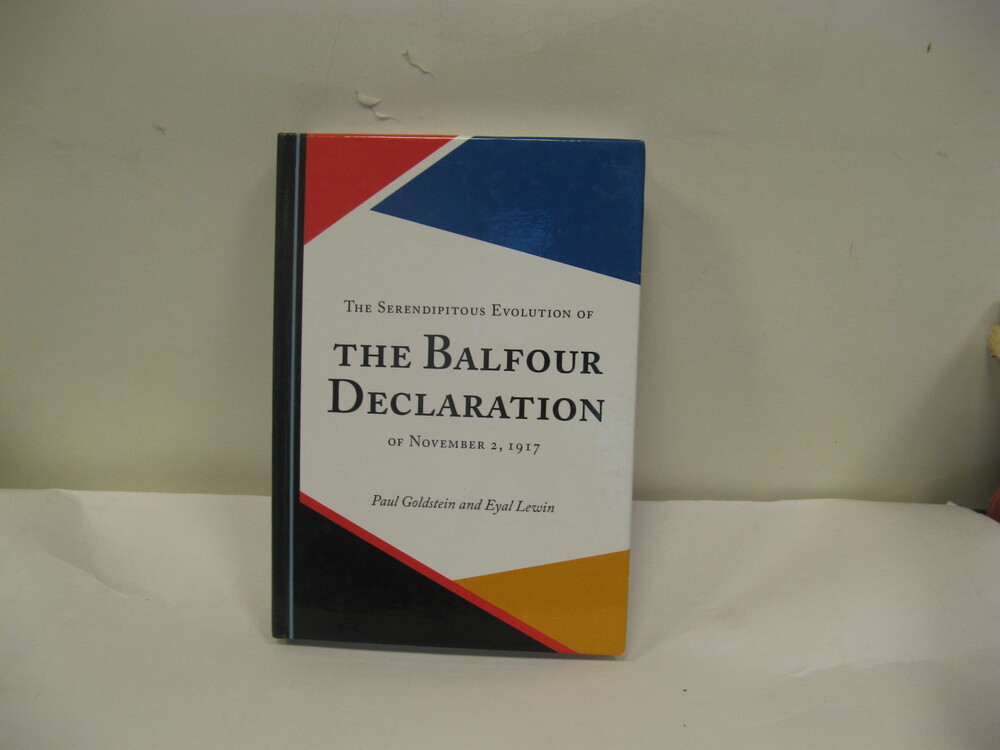 The Serendipitous Evolution of
the Balfour
Declaration
of November 2, 1917
Paul Goldstein and Eyal Lewin